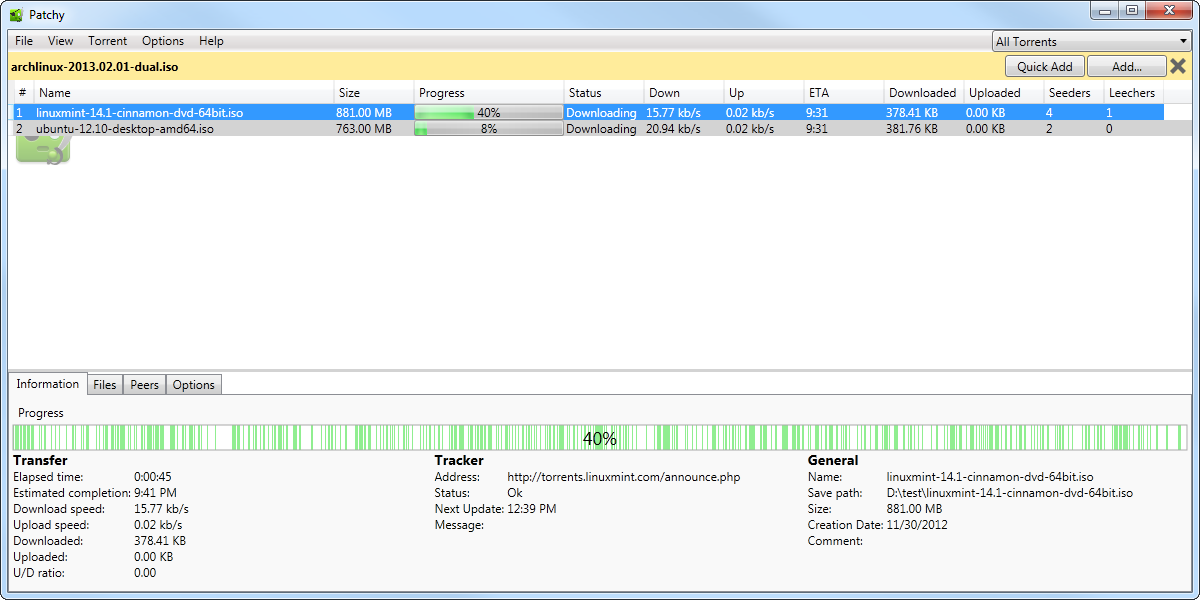 Patchy
File View Torrent Options Help All Torrents
archlinux-2013.02.01-dual.iso Quick Add Add...
# Name Size Progress Status Down Up ETA Downloaded Uploaded Seeders Leechers
1 linuxmint-14.1-cinnamon-dvd-64bit.iso 881.00 MB 40% Downloading 15.77 kb/s 0.02 kb/s 9:31 378.41 KB 0.00 KB 4 1
2 ubuntu-12.10-desktop-amd64.iso 763.00 MB 8% Downloading 20.94 kb/s 0.02 kb/s 9:31 381.76 KB 0.00 KB 2 0
Information Files Peers Options
Progress
40%
Transfer Tracker General
Elapsed time: 0:00:45 Address: http://torrents.linuxmint.com/announce.php Name: linuxmint-14.1-cinnamon-dvd-64bit.iso
Estimated completion: 9:41 PM Status: Ok Save path: D:\test\linuxmint-14.1-cinnamon-dvd-64bit.iso
Download speed: 15.77 kb/s Next Update: 12:39 PM Size: 881.00 MB
Upload speed: 0.02 kb/s Message: Creation Date: 11/30/2012
Downloaded: 378.41 KB Comment:
Uploaded: 0.00 KB
U/D ratio: 0.00